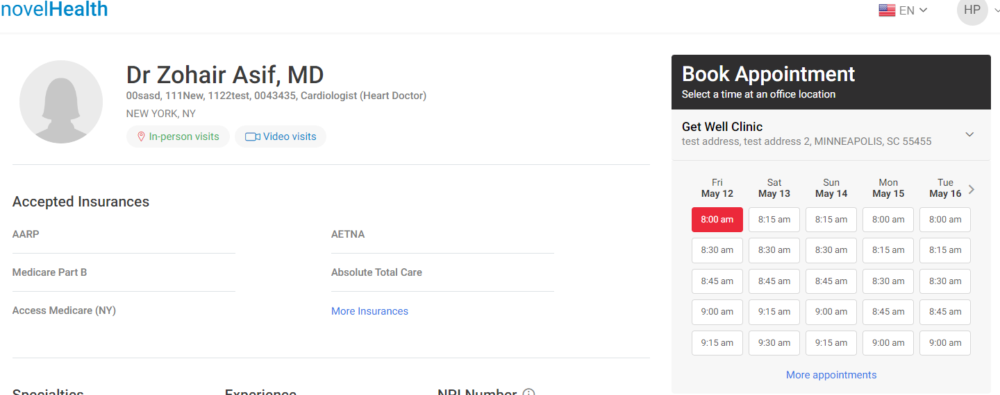 novelHealth
EN
HP
Dr Zohair Asif, MD
00sasd, 111New, 1122test, 0043435, Cardiologist (Heart Doctor)
NEW YORK, NY
In-person visits
Video visits
Accepted Insurances
AARP
AETNA
Medicare Part B
Absolute Total Care
Access Medicare (NY)
More Insurances
Specialties
Experience
NPI Number
Book Appointment
Select a time at an office location
Get Well Clinic
test address, test address 2, MINNEAPOLIS, SC 55455
Fri Sat Sun Mon Tue
May 12 May 13 May 14 May 15 May 16
8:00 am 8:15 am 8:15 am 8:00 am 8:00 am
8:30 am 8:30 am 8:30 am 8:15 am 8:15 am
8:45 am 8:45 am 8:45 am 8:30 am 8:30 am
9:00 am 9:15 am 9:00 am 8:45 am 8:45 am
9:15 am 9:30 am 9:15 am 9:00 am 9:00 am
More appointments